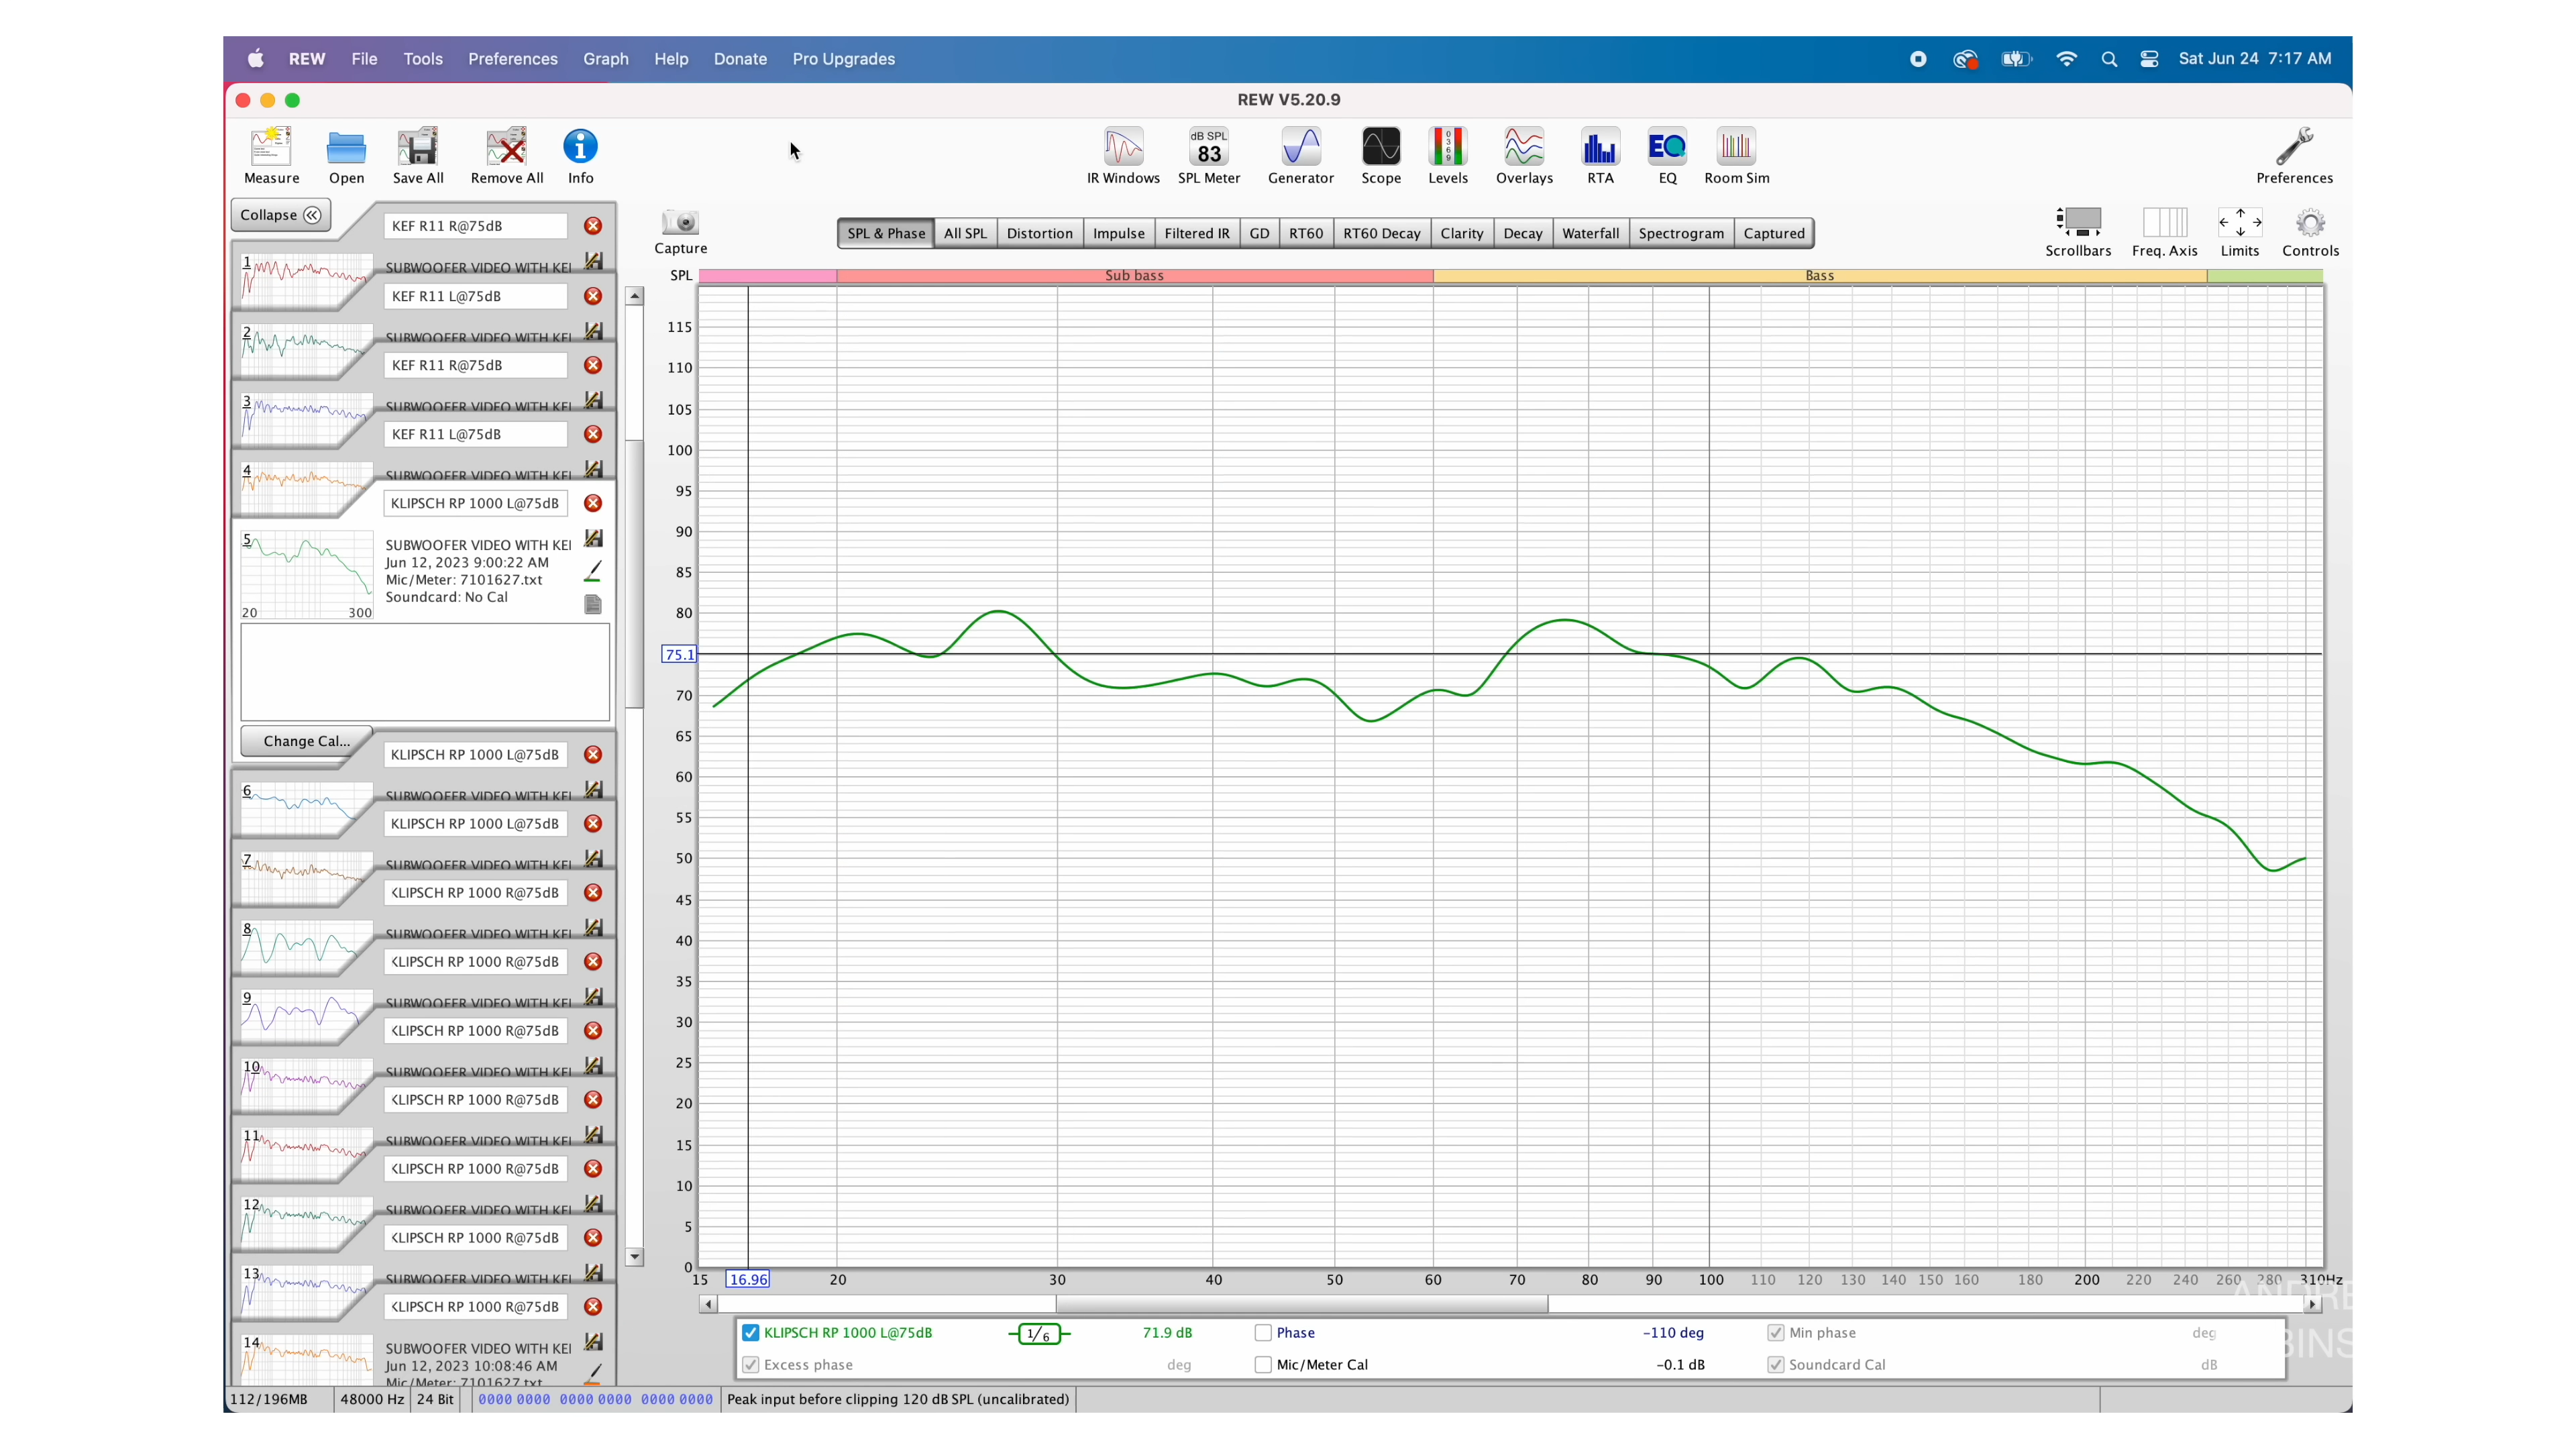 REW File Tools Preferences Graph Help Donate Pro Upgrades Sat Jun 24 7:17 AM
REW V5.20.9
Measure Open Save All Remove All Info IR Windows dB SPL 83 SPL Meter Generator Scope 0 3 6 9 Levels Overlays RTA EQ EQ Room Sim Preferences
Collapse
KEF R11 R@75dB
1 SUBWOOFER VIDEO WITH KEI
KEF R11 L@75dB
2 SUBWOOFER VIDEO WITH KEI
KEF R11 R@75dB
3 SUBWOOFER VIDEO WITH KEI
KEF R11 L@75dB
4 SUBWOOFER VIDEO WITH KEI
KLIPSCH RP 1000 L@75dB
5 SUBWOOFER VIDEO WITH KEI
Jun 12, 2023 9:00:22 AM
Mic/Meter: 7101627.txt
Soundcard: No Cal
20 300
Change Cal...
KLIPSCH RP 1000 L@75dB
6 SUBWOOFER VIDEO WITH KEI
KLIPSCH RP 1000 L@75dB
7 SUBWOOFER VIDEO WITH KEI
KLIPSCH RP 1000 R@75dB
8 SUBWOOFER VIDEO WITH KEI
KLIPSCH RP 1000 R@75dB
9 SUBWOOFER VIDEO WITH KEI
KLIPSCH RP 1000 R@75dB
10 SUBWOOFER VIDEO WITH KEI
KLIPSCH RP 1000 R@75dB
11 SUBWOOFER VIDEO WITH KEI
KLIPSCH RP 1000 R@75dB
12 SUBWOOFER VIDEO WITH KEI
KLIPSCH RP 1000 R@75dB
13 SUBWOOFER VIDEO WITH KEI
KLIPSCH RP 1000 R@75dB
14 SUBWOOFER VIDEO WITH KEI
Jun 12, 2023 10:08:46 AM
Mic/Meter: 7101627.txt
Capture
SPL & Phase All SPL Distortion Impulse Filtered IR GD RT60 RT60 Decay Clarity Decay Waterfall Spectrogram Captured
Scrollbars Freq. Axis Limits Controls
SPL Sub bass Bass
115
110
105
100
95
90
85
80
75.1
70
65
60
55
50
45
40
35
30
25
20
15
10
5
0
15 16.96 20 30 40 50 60 70 80 90 100 110 120 130 140 150 160 180 200 220 240 260 280 310Hz
KLIPSCH RP 1000 L@75dB 1/6 71.9 dB Phase -110 deg Min phase deg
Excess phase deg Mic/Meter Cal -0.1 dB Soundcard Cal dB
112/196MB 48000 Hz 24 Bit 0000 0000 0000 0000 0000 0000 Peak input before clipping 120 dB SPL (uncalibrated)
ANDRE
BINS